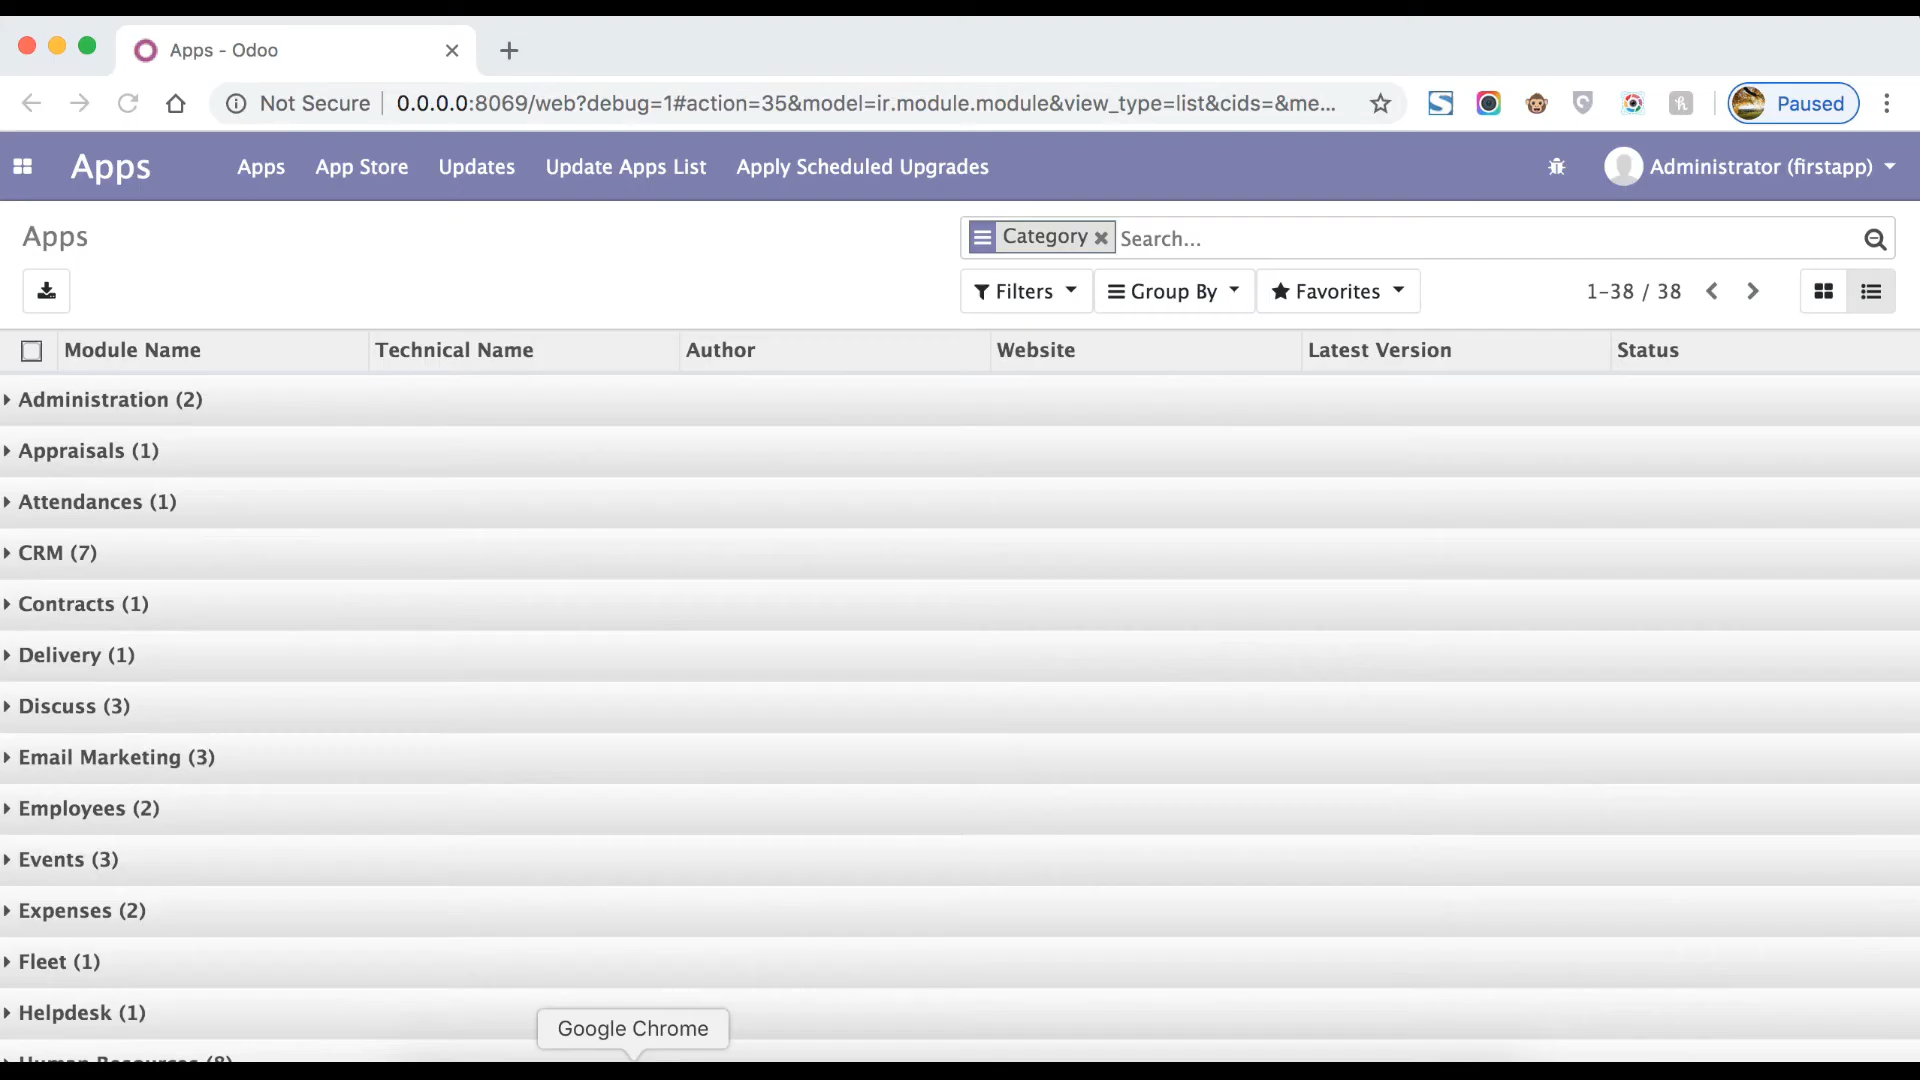 Apps - Odoo
Not Secure 0.0.0.0:8069/web?debug=1#action=35&model=ir.module.module&view_type=list&cids=&me... Paused
Apps Apps App Store Updates Update Apps List Apply Scheduled Upgrades Administrator (firstapp)
Apps Category Search...
Filters Group By Favorites 1-38 / 38
Module Name Technical Name Author Website Latest Version Status
Administration (2)
Appraisals (1)
Attendances (1)
CRM (7)
Contracts (1)
Delivery (1)
Discuss (3)
Email Marketing (3)
Employees (2)
Events (3)
Expenses (2)
Fleet (1)
Helpdesk (1)
Google Chrome
Human Resources (8)